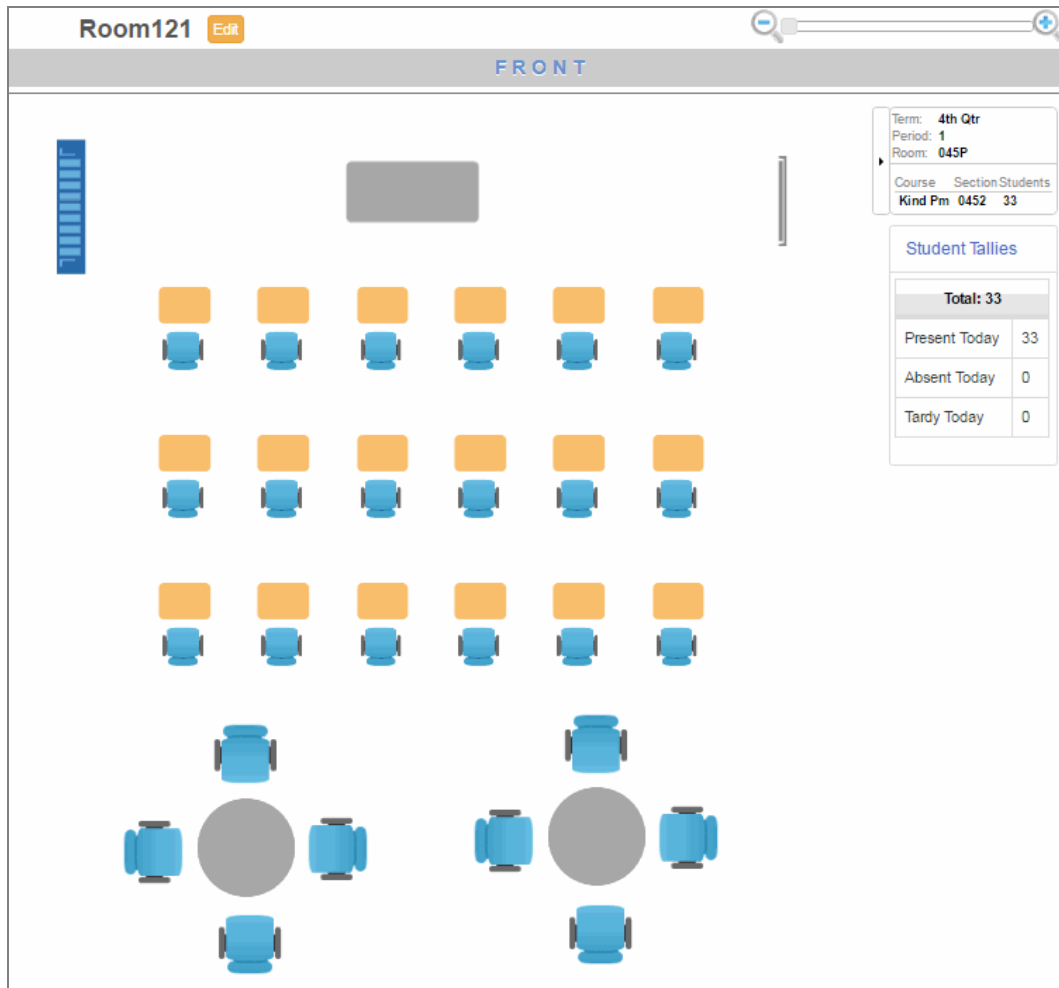 Room121 Edit
FRONT
Term: 4th Qtr
Period: 1
Room: 045P
Course Section Students
Kind Pm 0452 33
Student Tallies
Total: 33
Present Today 33
Absent Today 0
Tardy Today 0